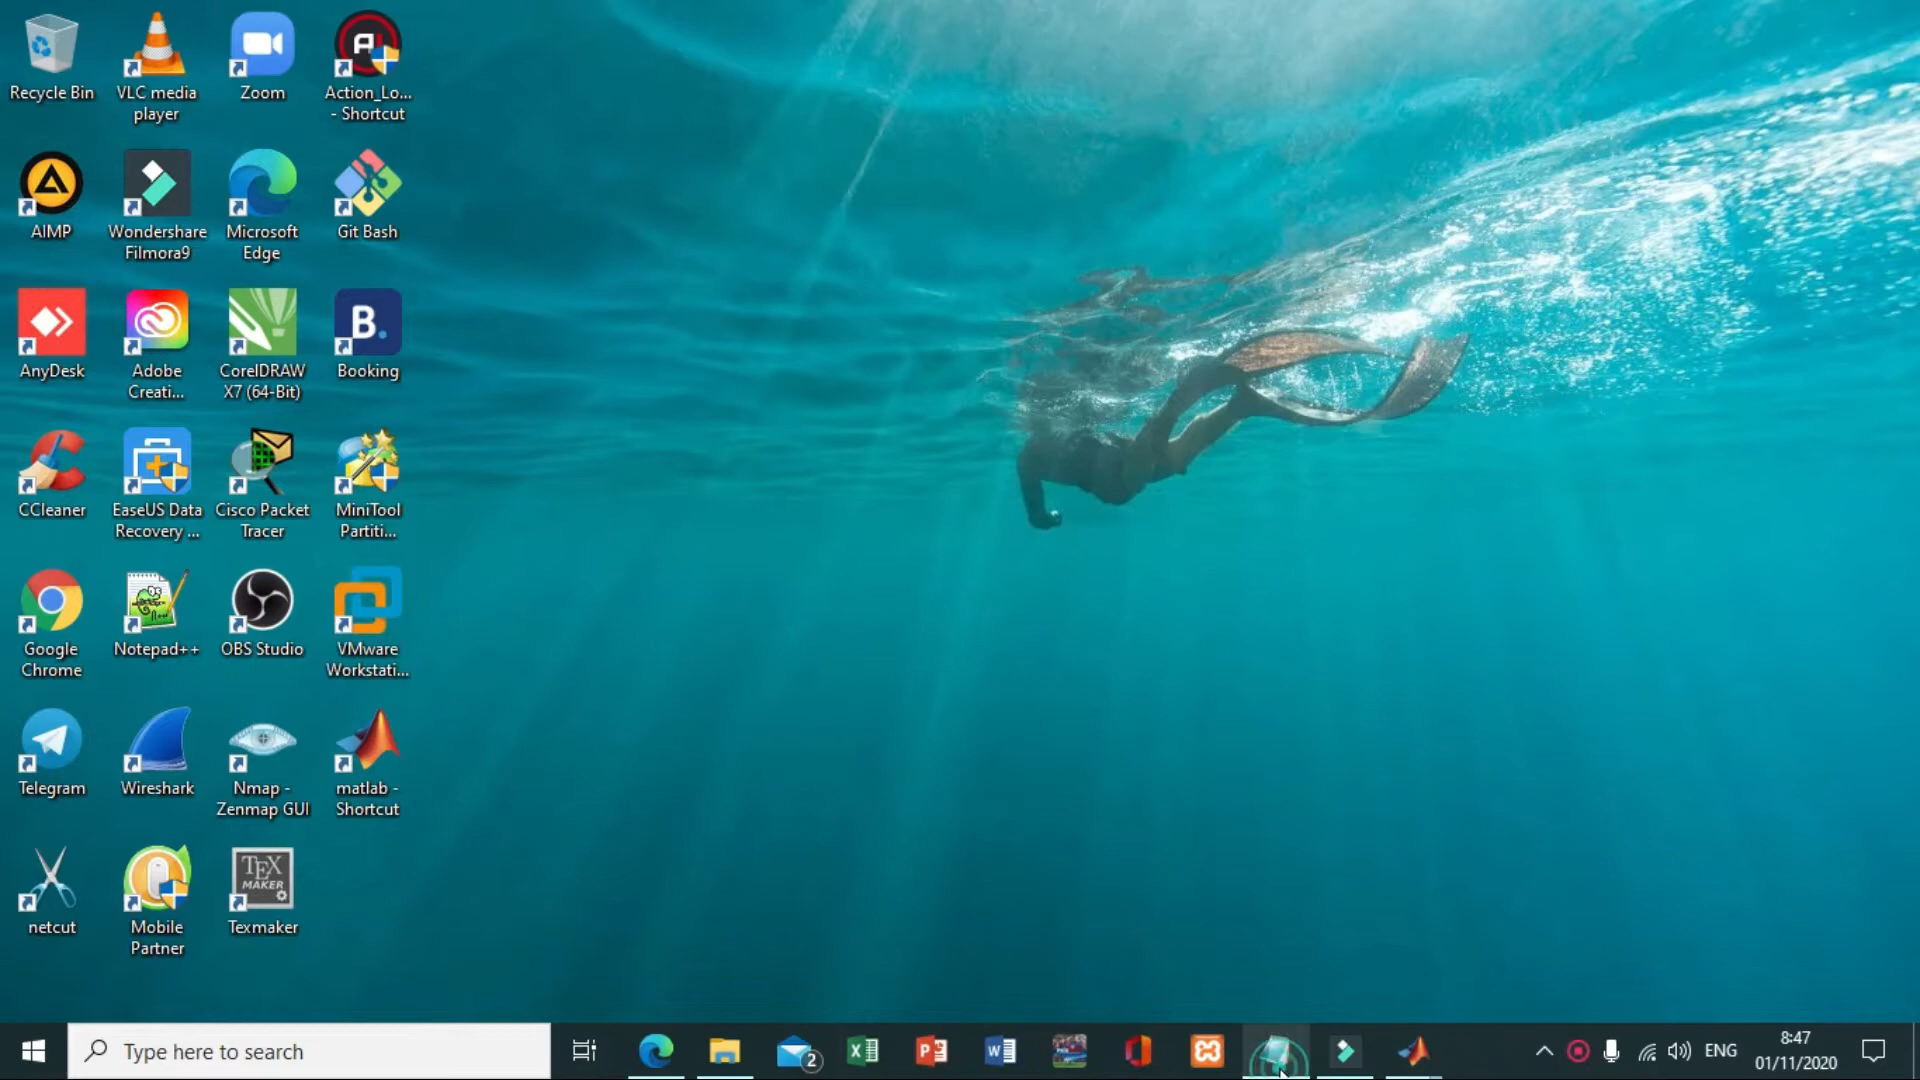 Recycle Bin
VLC media
player
Zoom
Action_Lo...
- Shortcut
AIMP
Wondershare
Filmora9
Microsoft
Edge
Git Bash
AnyDesk
Adobe
Creati...
CorelDRAW
X7 (64-Bit)
B.
Booking
CCleaner
EaseUS Data
Recovery ...
Cisco Packet
Tracer
MiniTool
Partiti...
Google
Chrome
Notepad++
OBS Studio
VMware
Workstati...
Telegram
Wireshark
Nmap -
Zenmap GUI
matlab -
Shortcut
netcut
Mobile
Partner
TEX
MAKER
Texmaker
Type here to search
2
ENG
8:47
01/11/2020